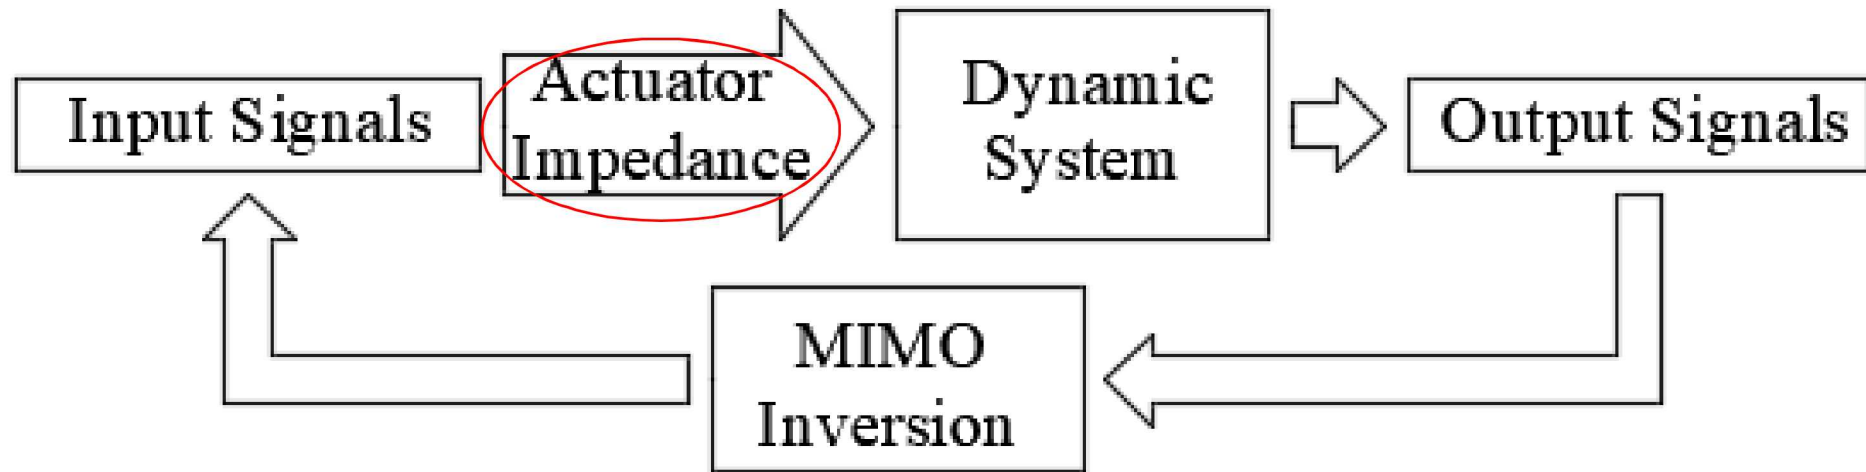 Input Signals
Actuator
Impedance
Dynamic
System
Output Signals
MIMO
Inversion